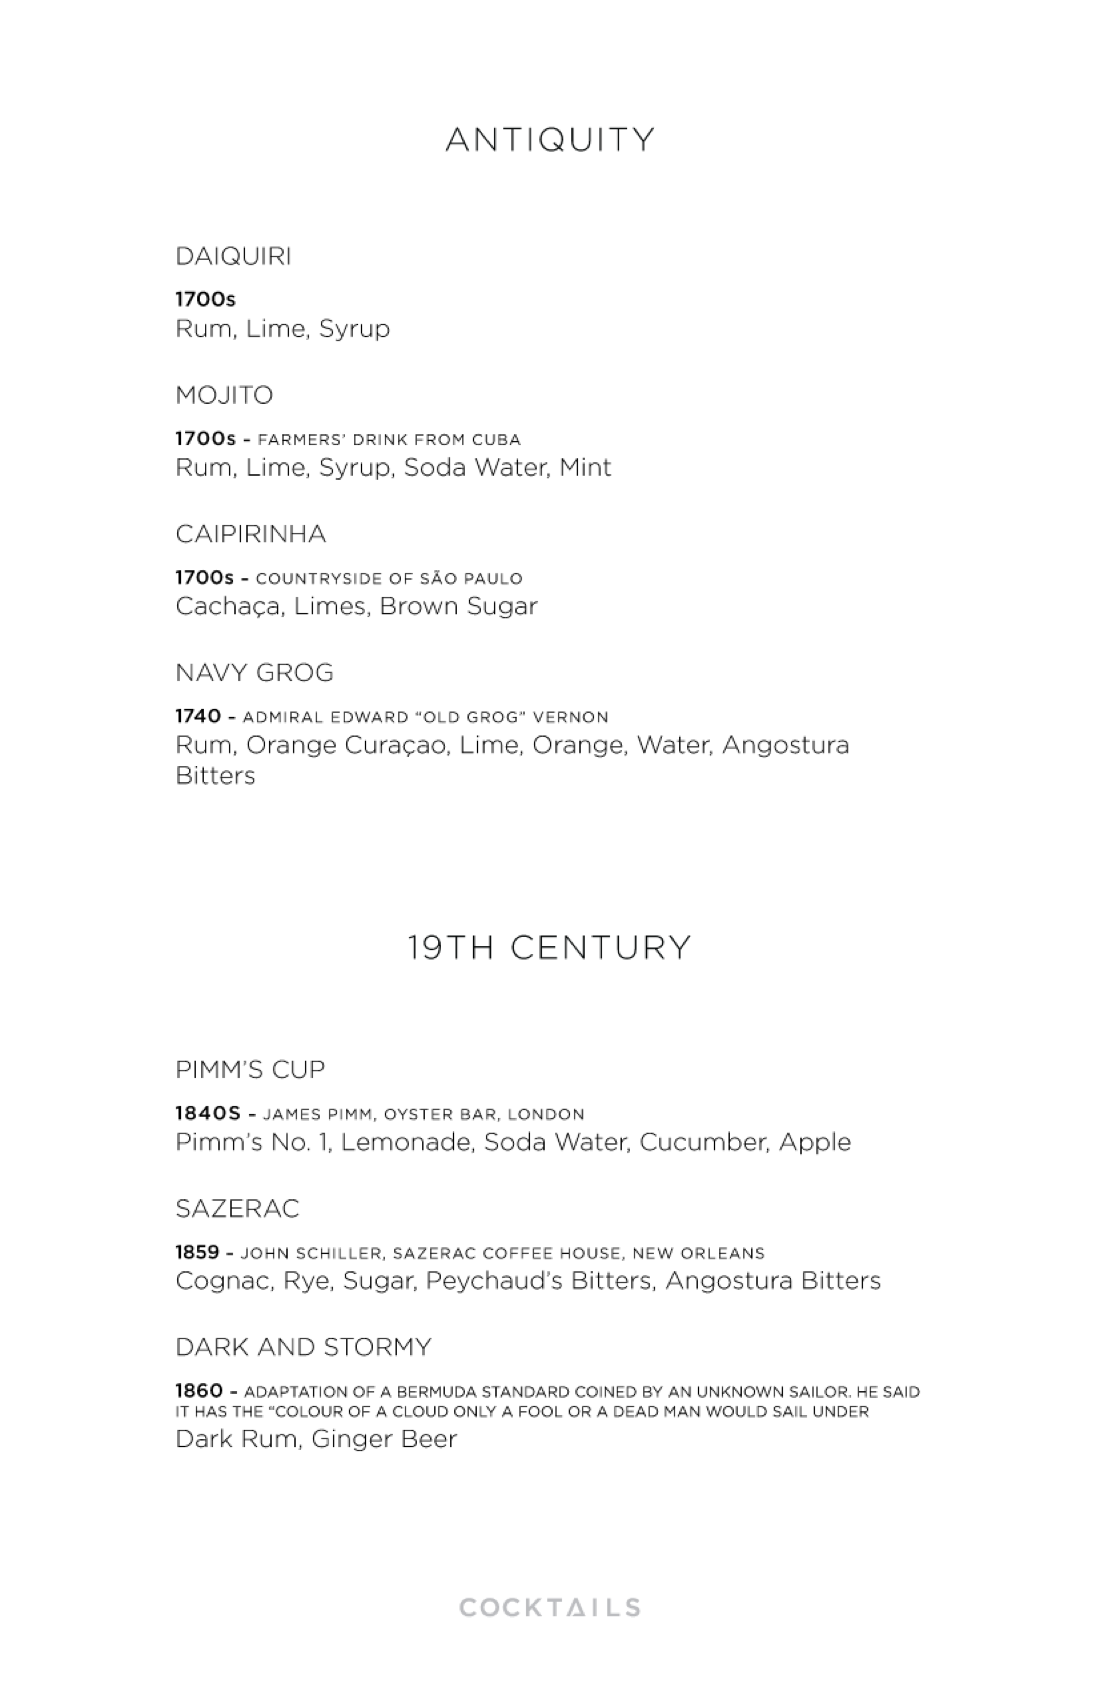 ANTIQUITY
DAIQUIRI
1700s
Rum, Lime, Syrup
MOJITO
1700s - FARMERS’ DRINK FROM CUBA
Rum, Lime, Syrup, Soda Water, Mint
CAIPIRINHA
1700s - COUNTRYSIDE OF SÃO PAULO
Cachaça, Limes, Brown Sugar
NAVY GROG
1740 - ADMIRAL EDWARD “OLD GROG” VERNON
Rum, Orange Curaçao, Lime, Orange, Water, Angostura
Bitters
19TH CENTURY
PIMM’S CUP
1840S - JAMES PIMM, OYSTER BAR, LONDON
Pimm’s No. 1, Lemonade, Soda Water, Cucumber, Apple
SAZERAC
1859 - JOHN SCHILLER, SAZERAC COFFEE HOUSE, NEW ORLEANS
Cognac, Rye, Sugar, Peychaud’s Bitters, Angostura Bitters
DARK AND STORMY
1860 - ADAPTATION OF A BERMUDA STANDARD COINED BY AN UNKNOWN SAILOR. HE SAID
IT HAS THE “COLOUR OF A CLOUD ONLY A FOOL OR A DEAD MAN WOULD SAIL UNDER
Dark Rum, Ginger Beer
COCKTAILS